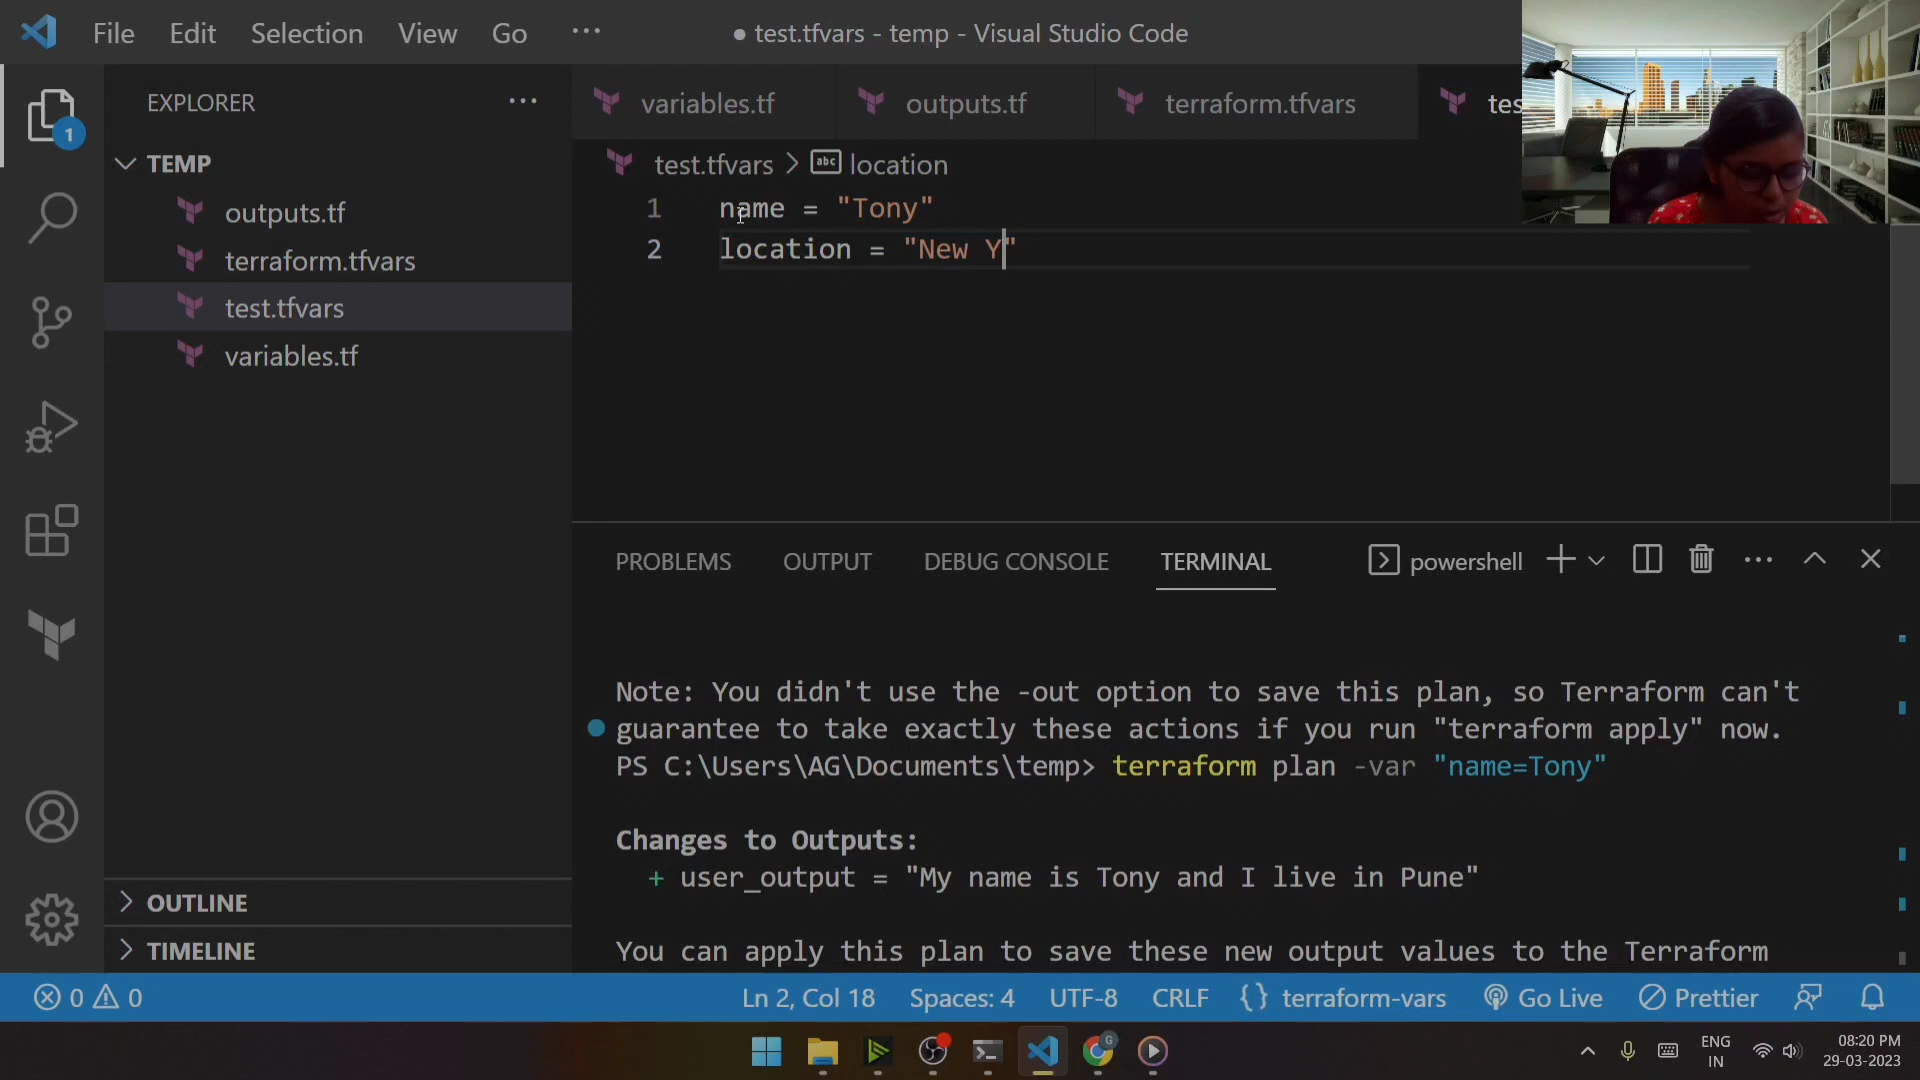 File Edit Selection View Go ···
● test.tfvars - temp - Visual Studio Code
EXPLORER ···
1
TEMP
outputs.tf
terraform.tfvars
test.tfvars
variables.tf
OUTLINE
TIMELINE
variables.tf outputs.tf terraform.tfvars tes
test.tfvars > abc location
1 name = "Tony"
2 location = "New Y"
PROBLEMS OUTPUT DEBUG CONSOLE TERMINAL powershell
Note: You didn't use the -out option to save this plan, so Terraform can't
guarantee to take exactly these actions if you run "terraform apply" now.
PS C:\Users\AG\Documents\temp> terraform plan -var "name=Tony"
Changes to Outputs:
+ user_output = "My name is Tony and I live in Pune"
You can apply this plan to save these new output values to the Terraform
0 0 Ln 2, Col 18 Spaces: 4 UTF-8 CRLF {} terraform-vars Go Live Prettier
G
ENG
IN
08:20 PM
29-03-2023